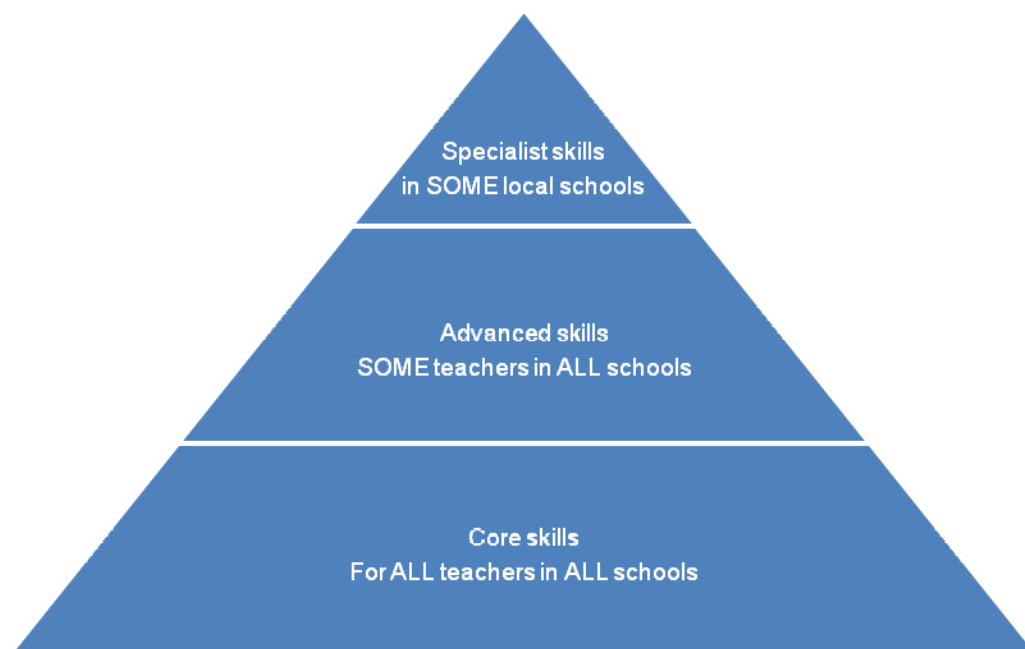 Specialist skills
in SOME local schools
Advanced skills
SOME teachers in ALL schools
Core skills
For ALL teachers in ALL schools